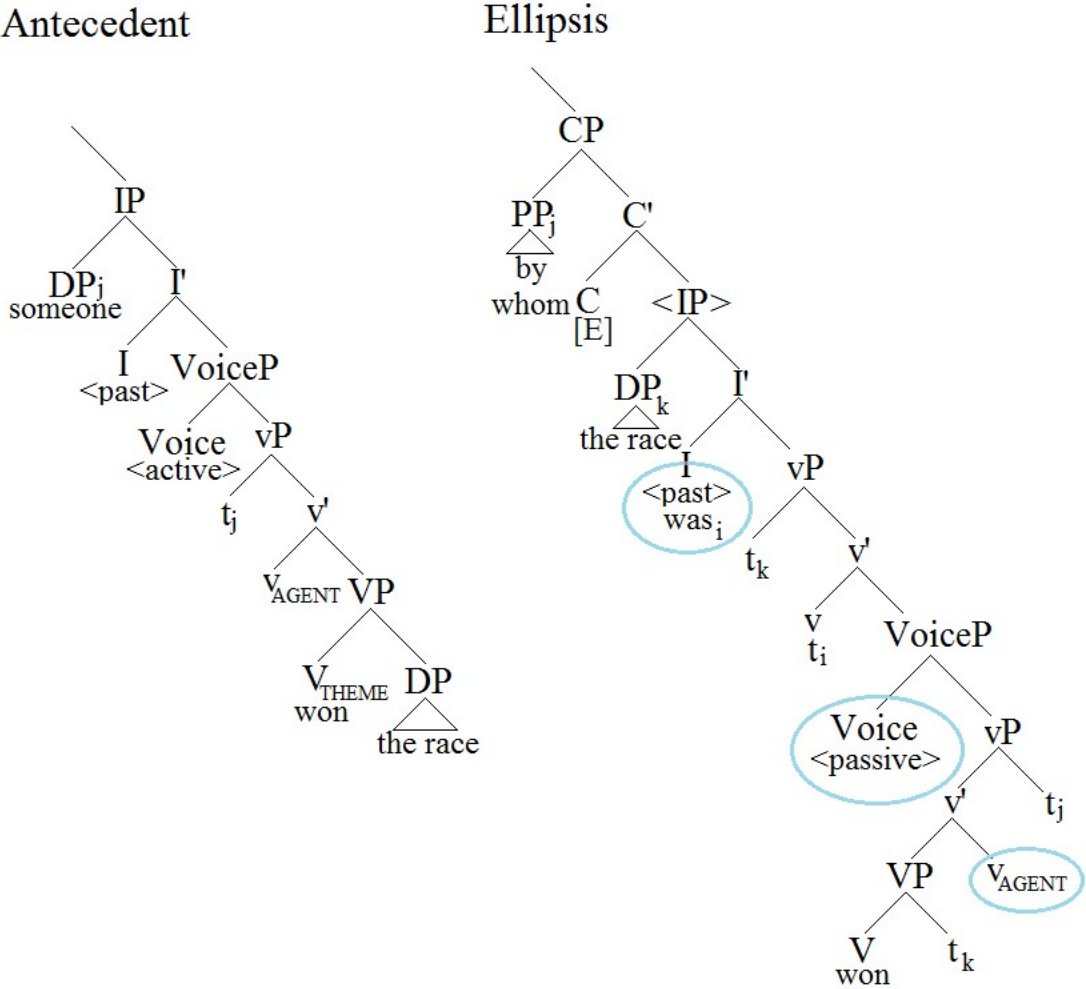 Antecedent
IP
DPj
someone
I'
I
<past>
VoiceP
Voice
<active>
vP
tj
v'
vAGENT
VP
VTHEME
won
DP
the race
Ellipsis
CP
PPj
by
whom
C'
C
[E]
<IP>
DPk
the race
I'
I
<past>
wasi
vP
tk
v'
v
ti
VoiceP
Voice
<passive>
vP
v'
tj
VP
vAGENT
V
won
tk